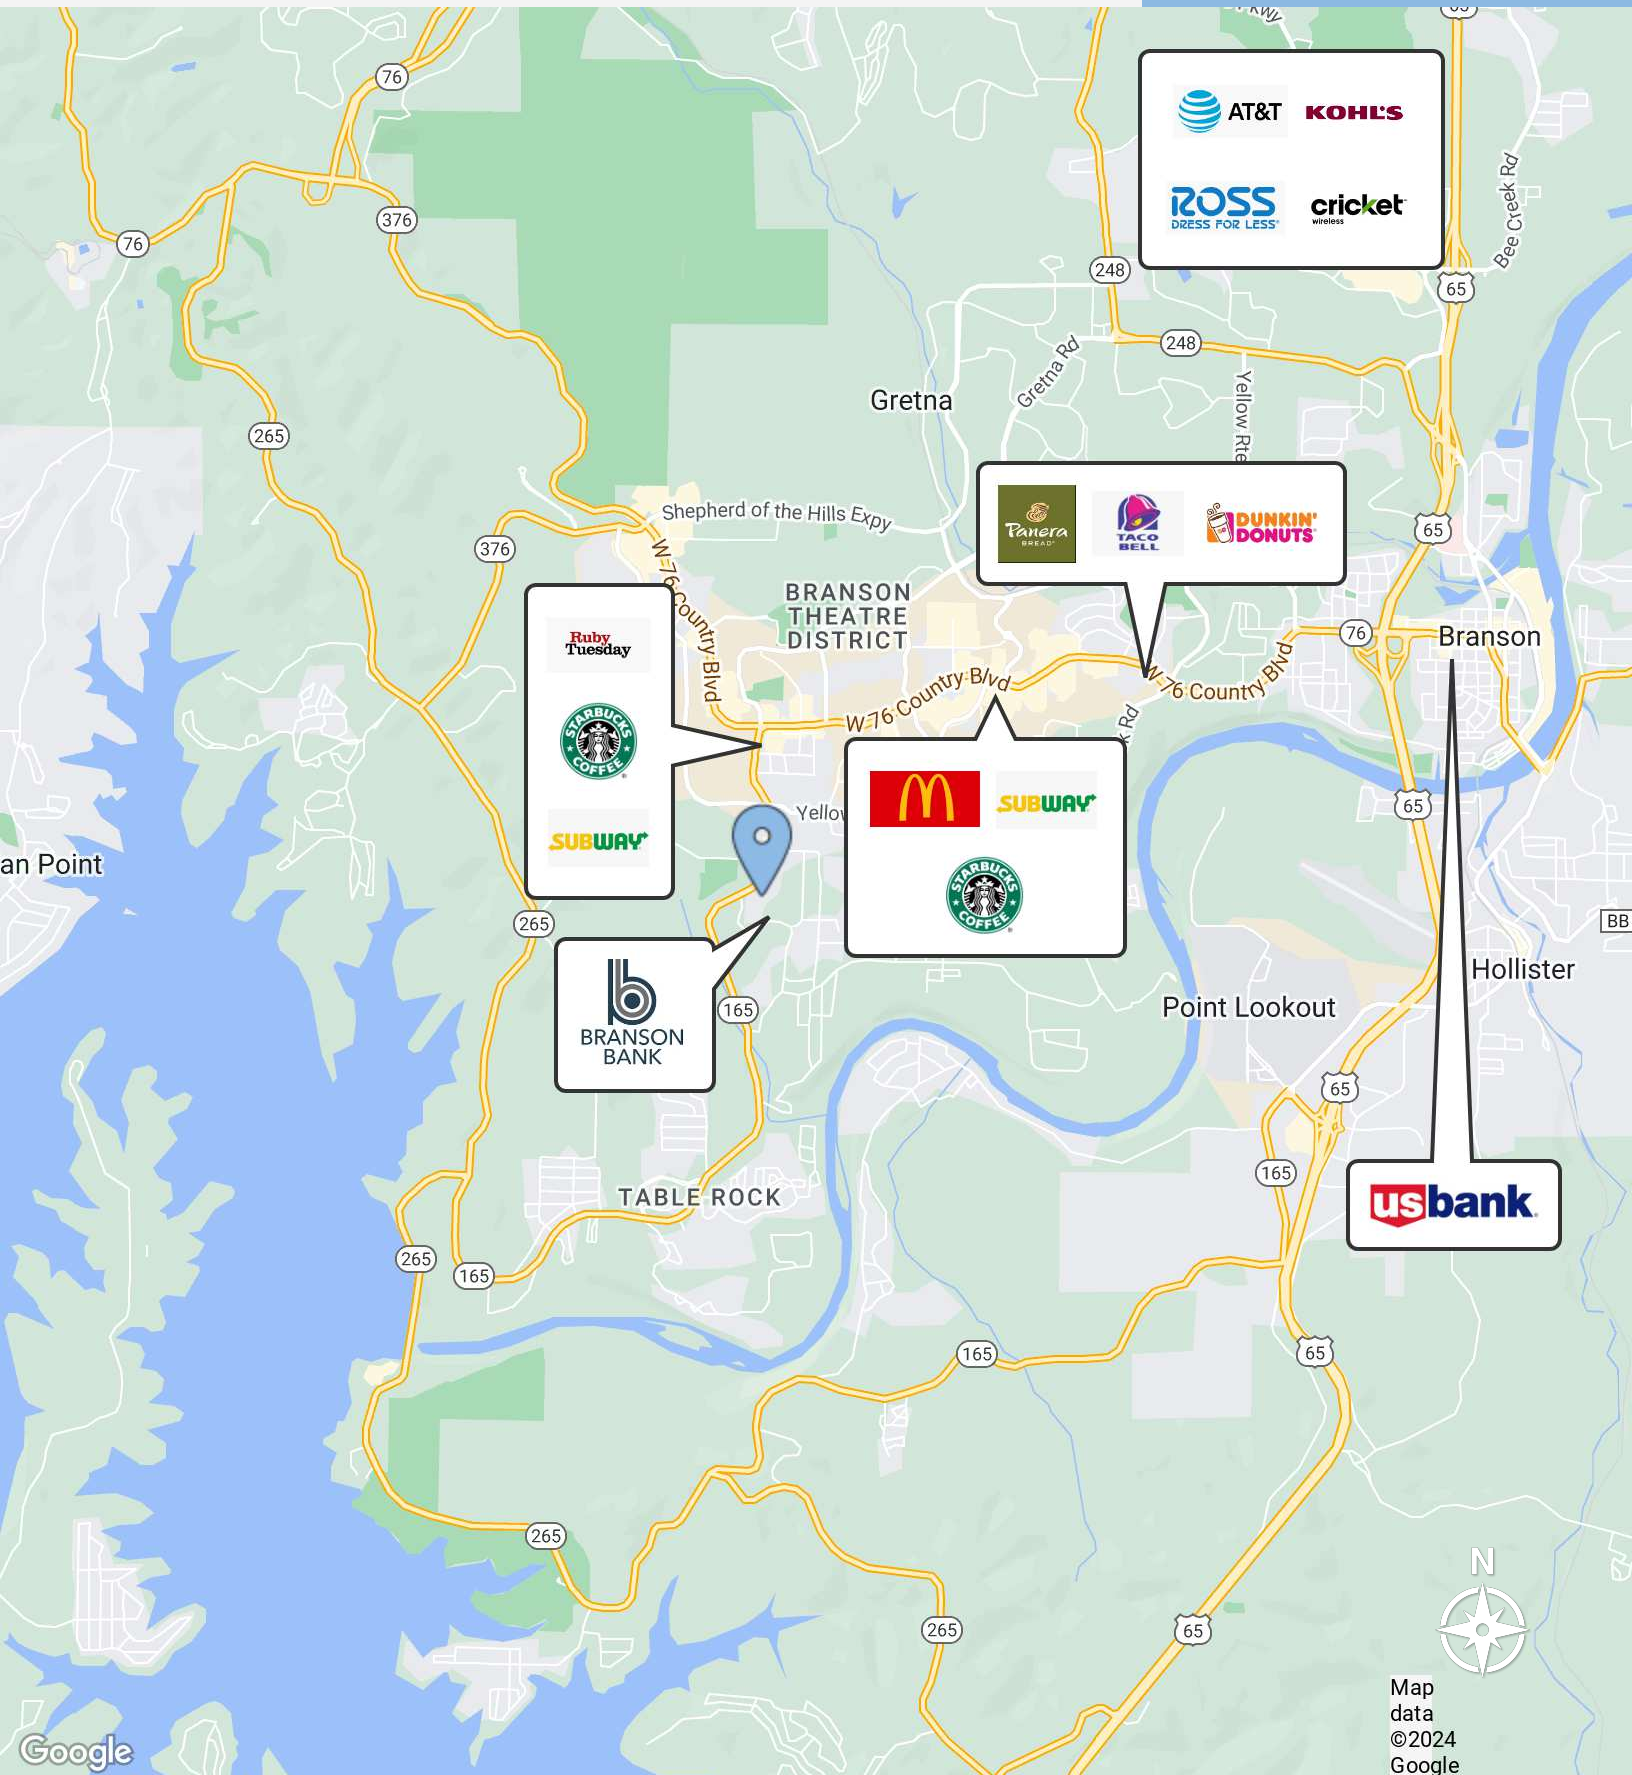 65
76
AT&T
KOHL'S
Bee Creek Rd
ROSS
DRESS FOR LESS
cricket
wireless
376
76
248
65
248
Gretna Rd
Gretna
Yellow Rte
265
Shepherd of the Hills Expy
Panera
BREAD
TACO
BELL
DUNKIN'
DONUTS
65
376
W 76 Country Blvd
BRANSON
THEATRE
DISTRICT
76
Branson
Ruby
Tuesday
W 76 Country Blvd
W 76 Country Blvd
STARBUCKS
COFFEE
k Rd
SUBWAY
Yellow
SUBWAY
65
an Point
STARBUCKS
COFFEE
265
BB
Hollister
BRANSON
BANK
165
Point Lookout
65
165
TABLE ROCK
usbank
265
165
165
65
265
N
265
65
Map
data
©2024
Google
Google